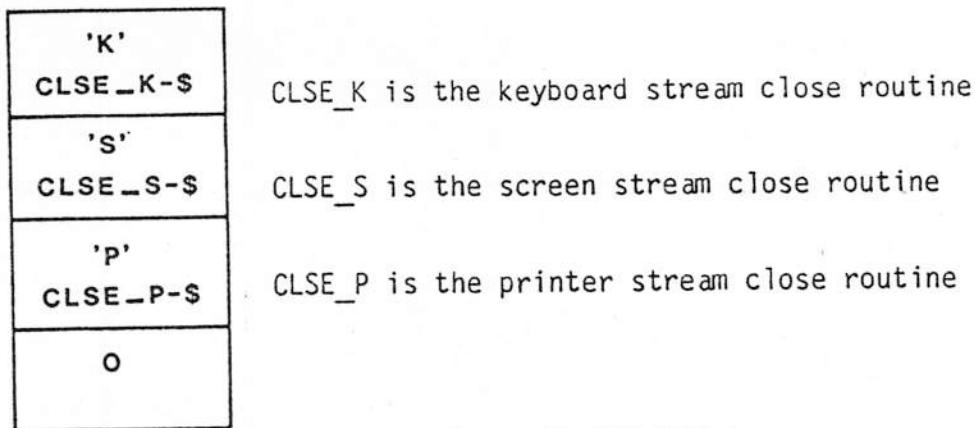 'K'
CLSE_K-$ CLSE_K is the keyboard stream close routine
'S'
CLSE_S-$ CLSE_S is the screen stream close routine
'P'
CLSE_P-$ CLSE_P is the printer stream close routine
0